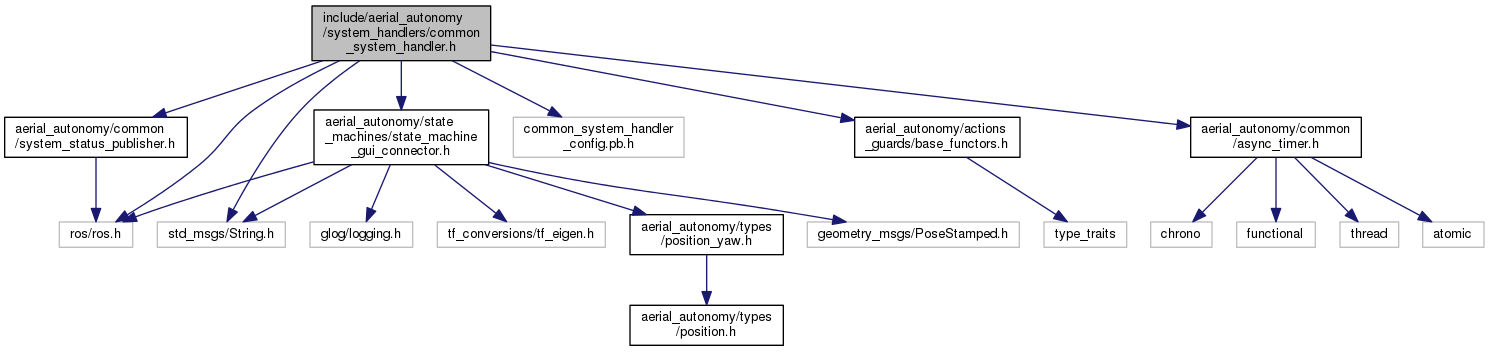 include/aerial_autonomy
/system_handlers/common
_system_handler.h
aerial_autonomy/common
/system_status_publisher.h
aerial_autonomy/state
_machines/state_machine
_gui_connector.h
common_system_handler
_config.pb.h
aerial_autonomy/actions
_guards/base_functors.h
aerial_autonomy/common
/async_timer.h
ros/ros.h
std_msgs/String.h
glog/logging.h
tf_conversions/tf_eigen.h
aerial_autonomy/types
/position_yaw.h
geometry_msgs/PoseStamped.h
type_traits
chrono
functional
thread
atomic
aerial_autonomy/types
/position.h